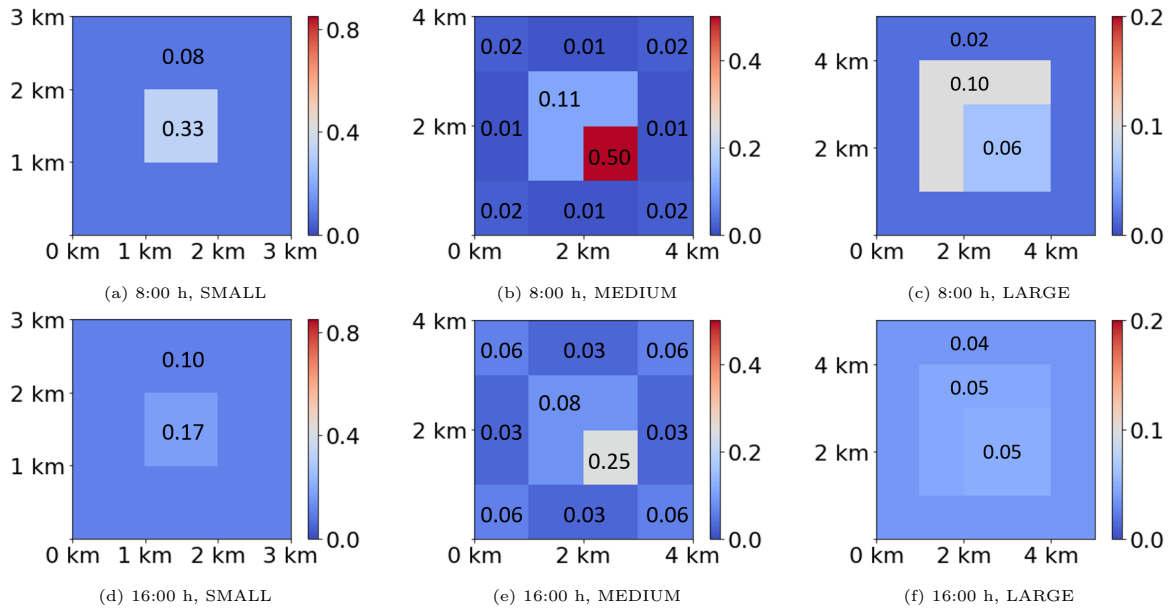 3 km
2 km
1 km
0 km 1 km 2 km 3 km
0.08
0.33
0.8
0.4
0.0
(a) 8:00 h, SMALL
4 km
2 km
0 km 2 km 4 km
0.02 0.01 0.02
0.11
0.01 0.01
0.50
0.02 0.01 0.02
0.4
0.2
0.0
(b) 8:00 h, MEDIUM
4 km
2 km
0 km 2 km 4 km
0.02
0.10
0.06
0.2
0.1
0.0
(c) 8:00 h, LARGE
3 km
2 km
1 km
0 km 1 km 2 km 3 km
0.10
0.17
0.8
0.4
0.0
(d) 16:00 h, SMALL
4 km
2 km
0 km 2 km 4 km
0.06 0.03 0.06
0.08
0.03 0.03
0.25
0.06 0.03 0.06
0.4
0.2
0.0
(e) 16:00 h, MEDIUM
4 km
2 km
0 km 2 km 4 km
0.04
0.05
0.05
0.2
0.1
0.0
(f) 16:00 h, LARGE